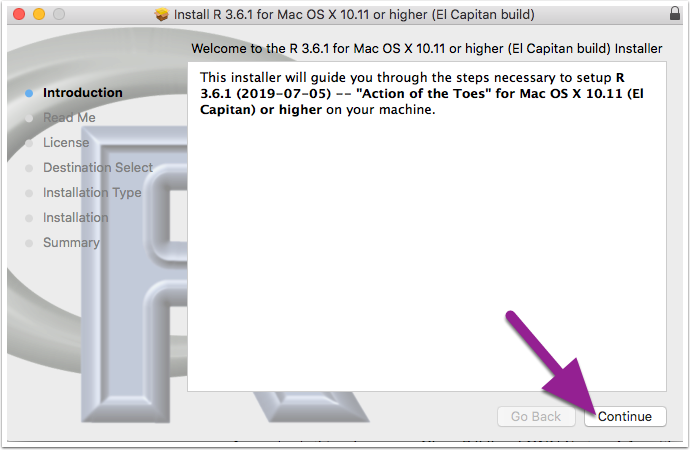 Install R 3.6.1 for Mac OS X 10.11 or higher (El Capitan build)
Welcome to the R 3.6.1 for Mac OS X 10.11 or higher (El Capitan build) Installer
Introduction
Read Me
License
Destination Select
Installation Type
Installation
Summary
This installer will guide you through the steps necessary to setup R
3.6.1 (2019-07-05) -- "Action of the Toes" for Mac OS X 10.11 (El
Capitan) or higher on your machine.
Go Back
Continue